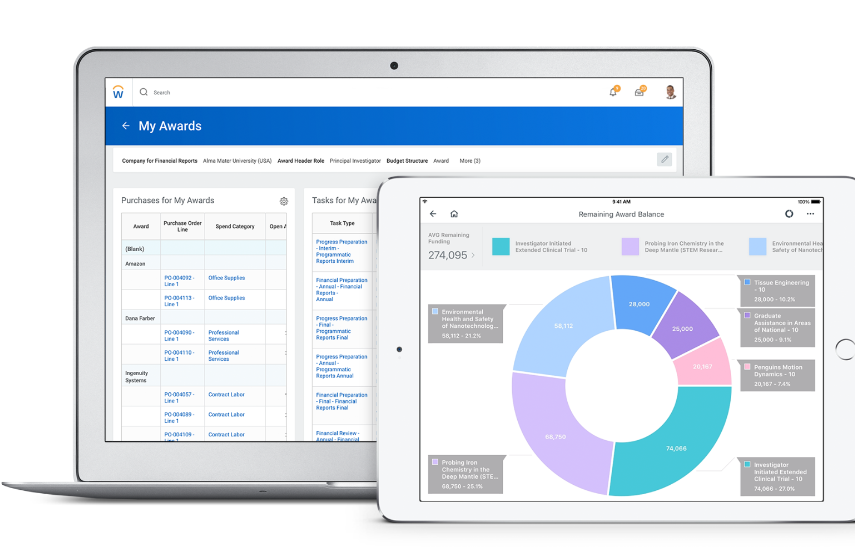 W
Search
My Awards
Company for Financial Reports Alma Mater University (USA) Award Header Role Principal Investigator Budget Structure Award More (3)
Purchases for My Awards
Award
Purchase Order
Line
Spend Category
Open
(Blank)
Amazon
PO-004092 -
Line 1
Office Supplies
PO-004113 -
Line 1
Office Supplies
Dana Farber
PO-004090 -
Line 1
Professional
Services
PO-004110 -
Line 1
Professional
Services
Ingenuity
Systems
PO-004057 -
Line 1
Contract Labor
PO-004089 -
Line 1
Contract Labor
PO-004109 -
Line 1
Contract Labor
Tasks for My Awa
Task Type
Progress Preparation
- Interim -
Programmatic
Reports Interim
Financial Preparation
- Annual - Financial
Reports -
Annual
Progress Preparation
- Final -
Programmatic
Reports Final
Progress Preparation
- Annual -
Programmatic
Reports Annual
Financial Preparation
- Final - Financial
Reports Final
Financial Review -
Annual - Financial
9:41 AM
100%
Remaining Award Balance
AVG Remaining
Funding
274,095
Investigator Initiated
Extended Clinical Trial - 10
Probing Iron Chemistry in the
Deep Mantle (STEM Resear...
Environmental Hea
Safety of Nanotech
Environmental
Health and Safety
of Nanotechnolog...
58,112 - 21.2%
Probing Iron
Chemistry in the
Deep Mantle (STE...
68,750 - 25.1%
58,112
28,000
25,000
20,167
68,750
74,066
Tissue Engineering
- 10
28,000 - 10.2%
Graduate
Assistance in Areas
of National - 10
25,000 - 9.1%
Penguins Motion
Dynamics - 10
20,167 - 7.4%
Investigator
Initiated Extended
Clinical Trial - 10
74,066 - 27.0%